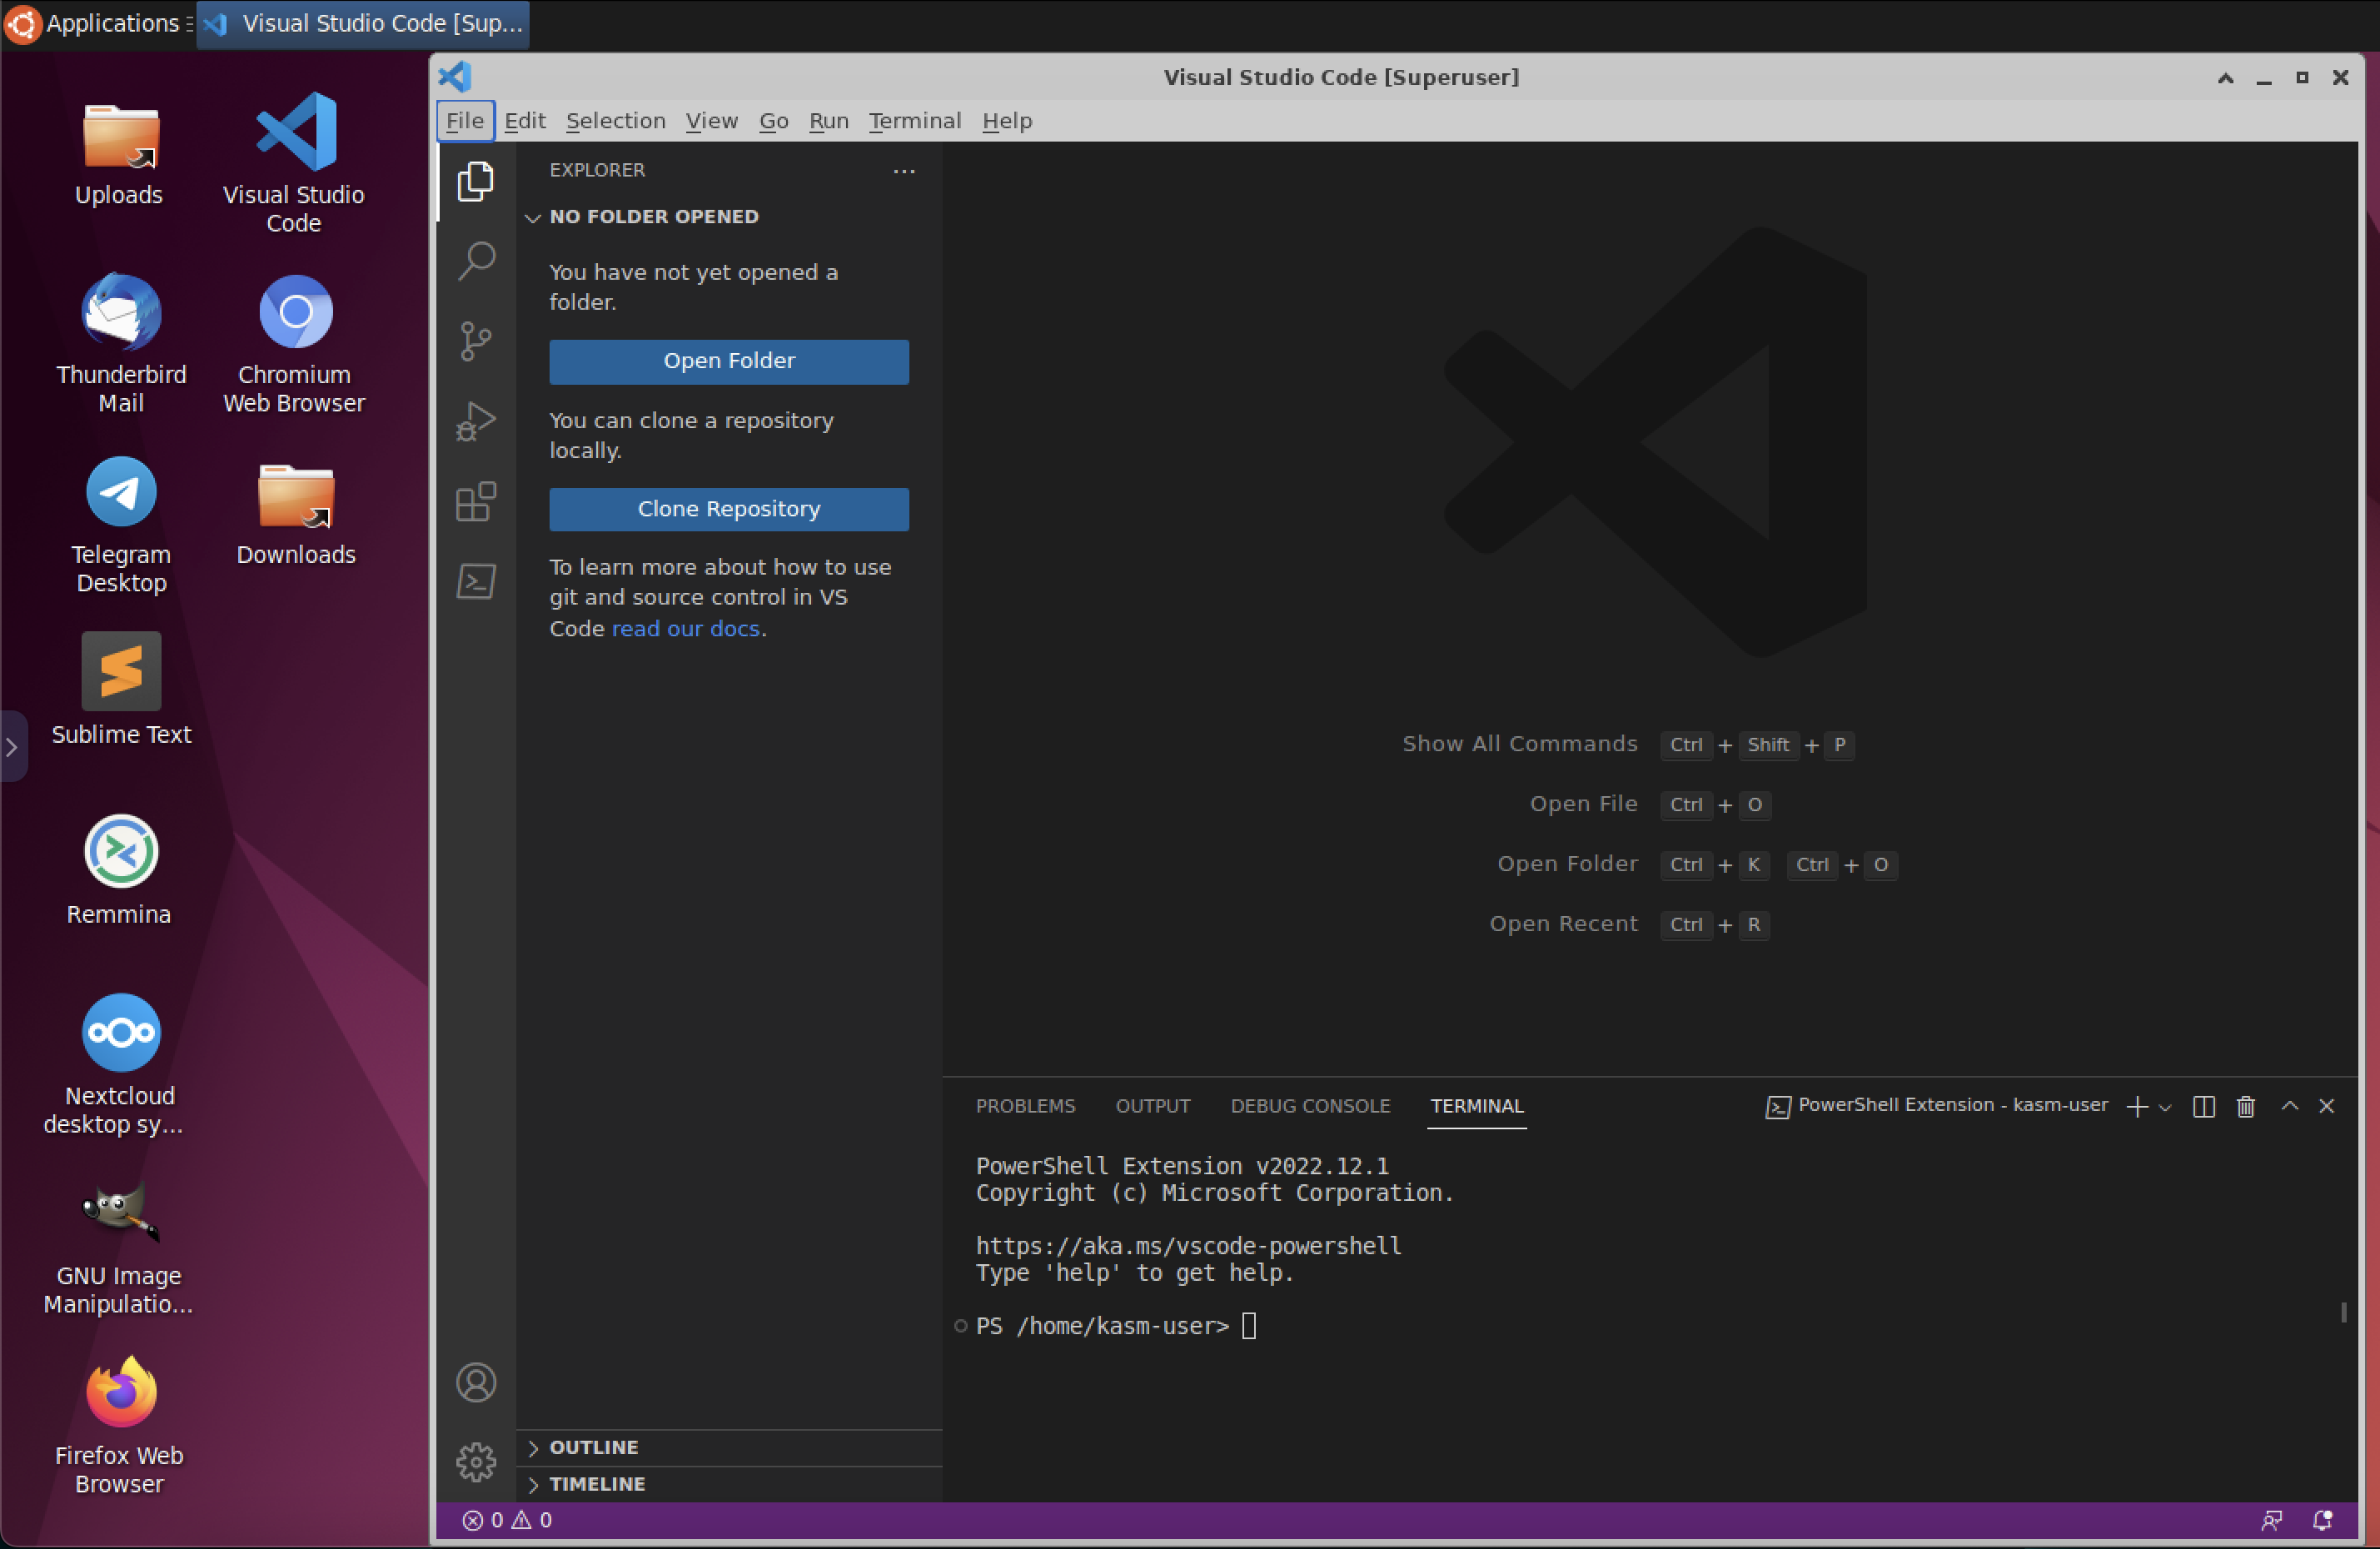 Applications
Visual Studio Code [Sup...
Uploads
Visual Studio
Code
Thunderbird
Mail
Chromium
Web Browser
Telegram
Desktop
Downloads
Sublime Text
Remmina
Nextcloud
desktop sy...
GNU Image
Manipulatio...
Firefox Web
Browser
Visual Studio Code [Superuser]
File Edit Selection View Go Run Terminal Help
EXPLORER
NO FOLDER OPENED
You have not yet opened a
folder.
Open Folder
You can clone a repository
locally.
Clone Repository
To learn more about how to use
git and source control in VS
Code read our docs.
OUTLINE
TIMELINE
Show All Commands Ctrl + Shift + P
Open File Ctrl + O
Open Folder Ctrl + K Ctrl + O
Open Recent Ctrl + R
PROBLEMS OUTPUT DEBUG CONSOLE TERMINAL PowerShell Extension - kasm-user
PowerShell Extension v2022.12.1
Copyright (c) Microsoft Corporation.
https://aka.ms/vscode-powershell
Type 'help' to get help.
PS /home/kasm-user>
0 0